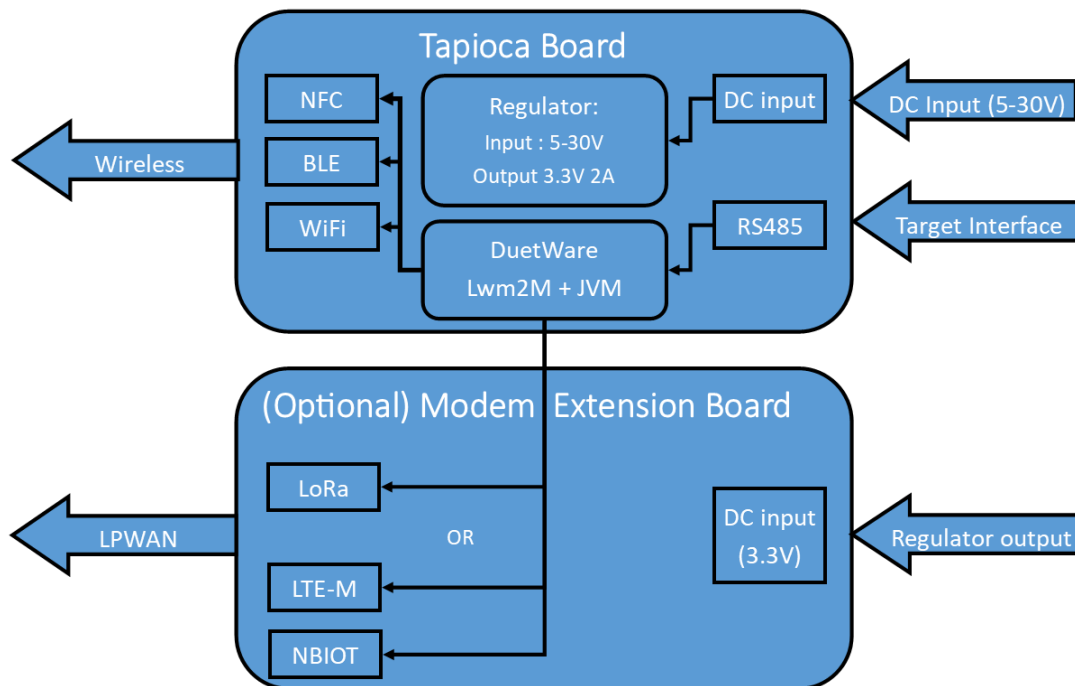 Tapioca Board
NFC
BLE
WiFi
Regulator:
Input : 5-30V
Output 3.3V 2A
DuetWare
Lwm2M + JVM
DC input
RS485
DC Input (5-30V)
Target Interface
Wireless
(Optional) Modem Extension Board
LoRa
OR
LTE-M
NBIOT
DC input
(3.3V)
LPWAN
Regulator output